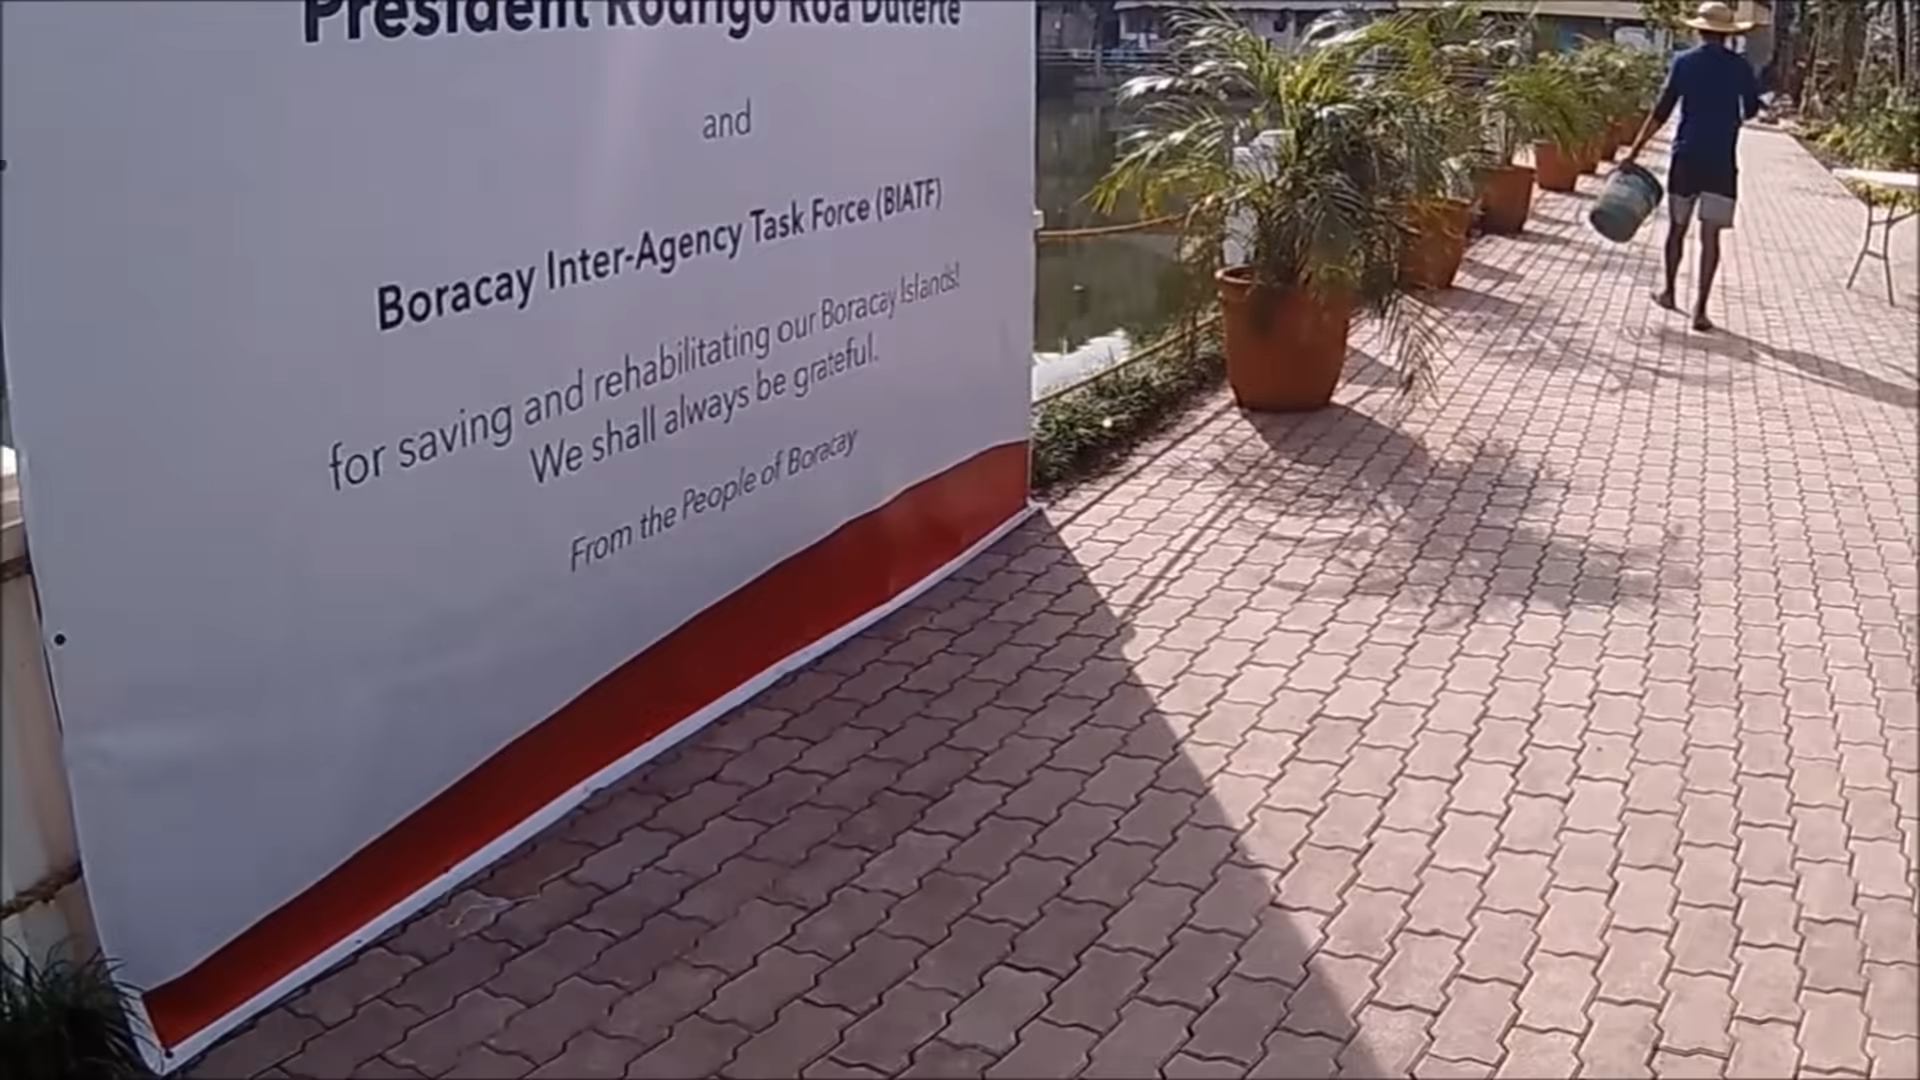 President Rodrigo Roa Duterte
and
Boracay Inter-Agency Task Force (BIATF)
for saving and rehabilitating our Boracay Islands!
We shall always be grateful.
From the People of Boracay